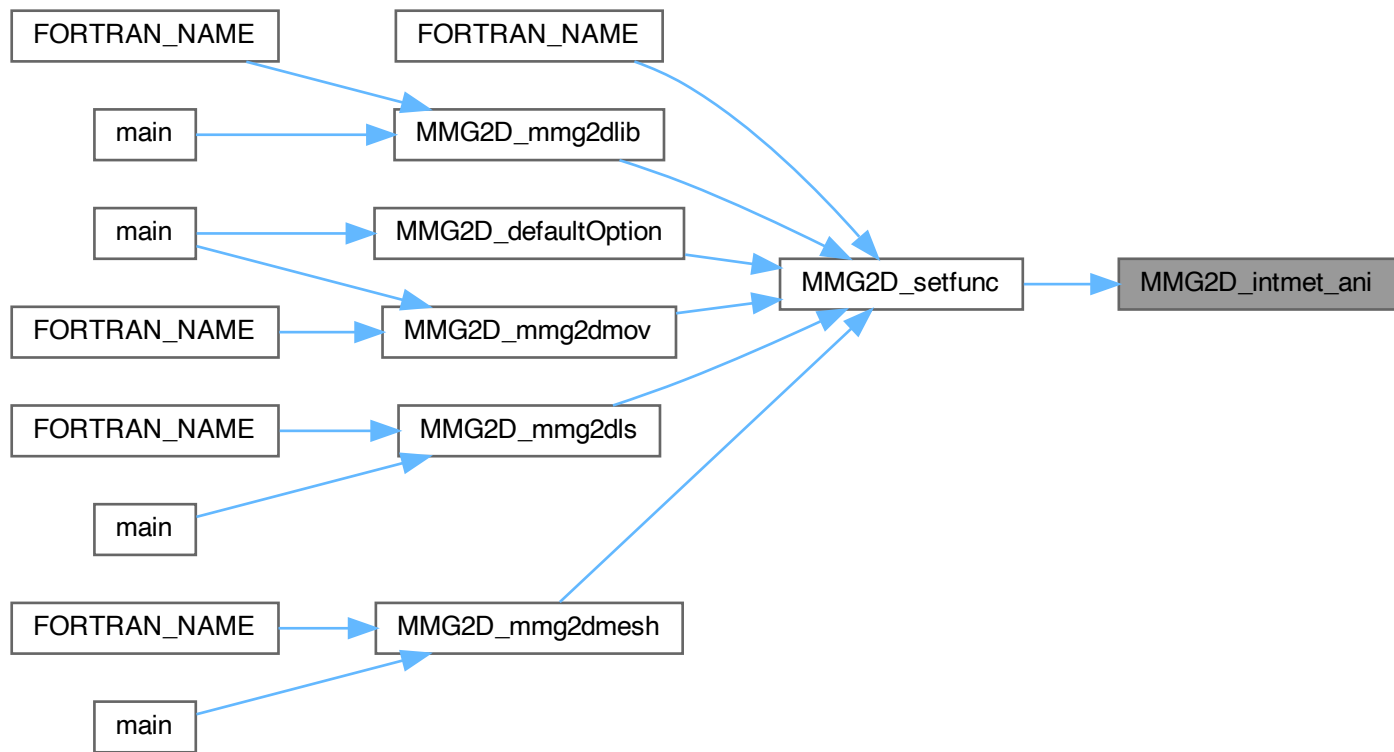 FORTRAN_NAME
FORTRAN_NAME
main
MMG2D_mmg2dlib
main
MMG2D_defaultOption
MMG2D_setfunc
MMG2D_intmet_ani
FORTRAN_NAME
MMG2D_mmg2dmov
FORTRAN_NAME
MMG2D_mmg2dls
main
FORTRAN_NAME
MMG2D_mmg2dmesh
main